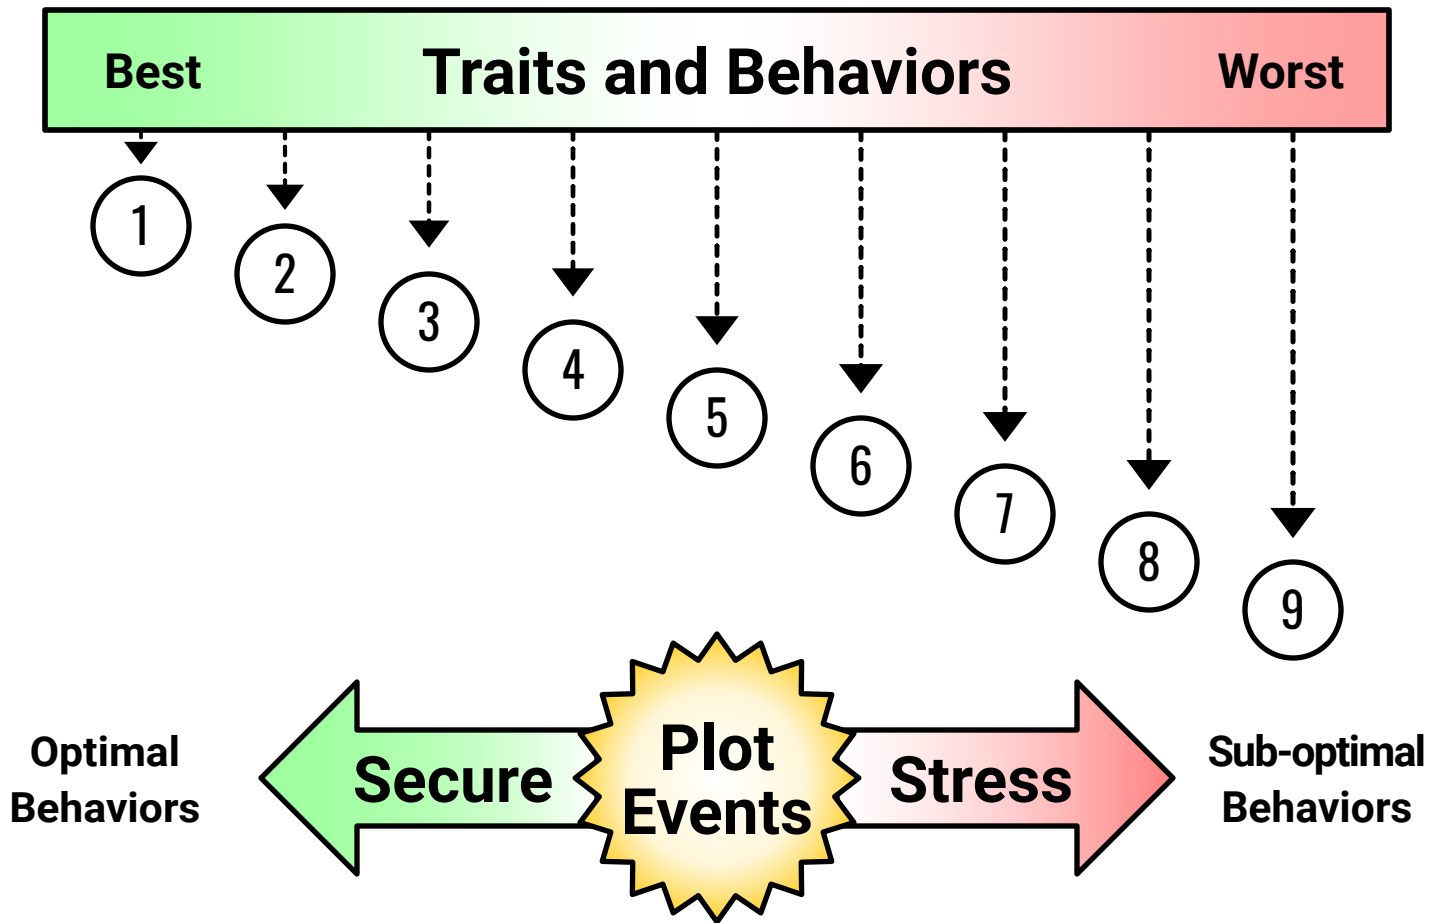 Best Traits and Behaviors Worst
1
2
3
4
5
6
7
8
9
Optimal
Behaviors
Secure
Plot
Events
Stress
Sub-optimal
Behaviors